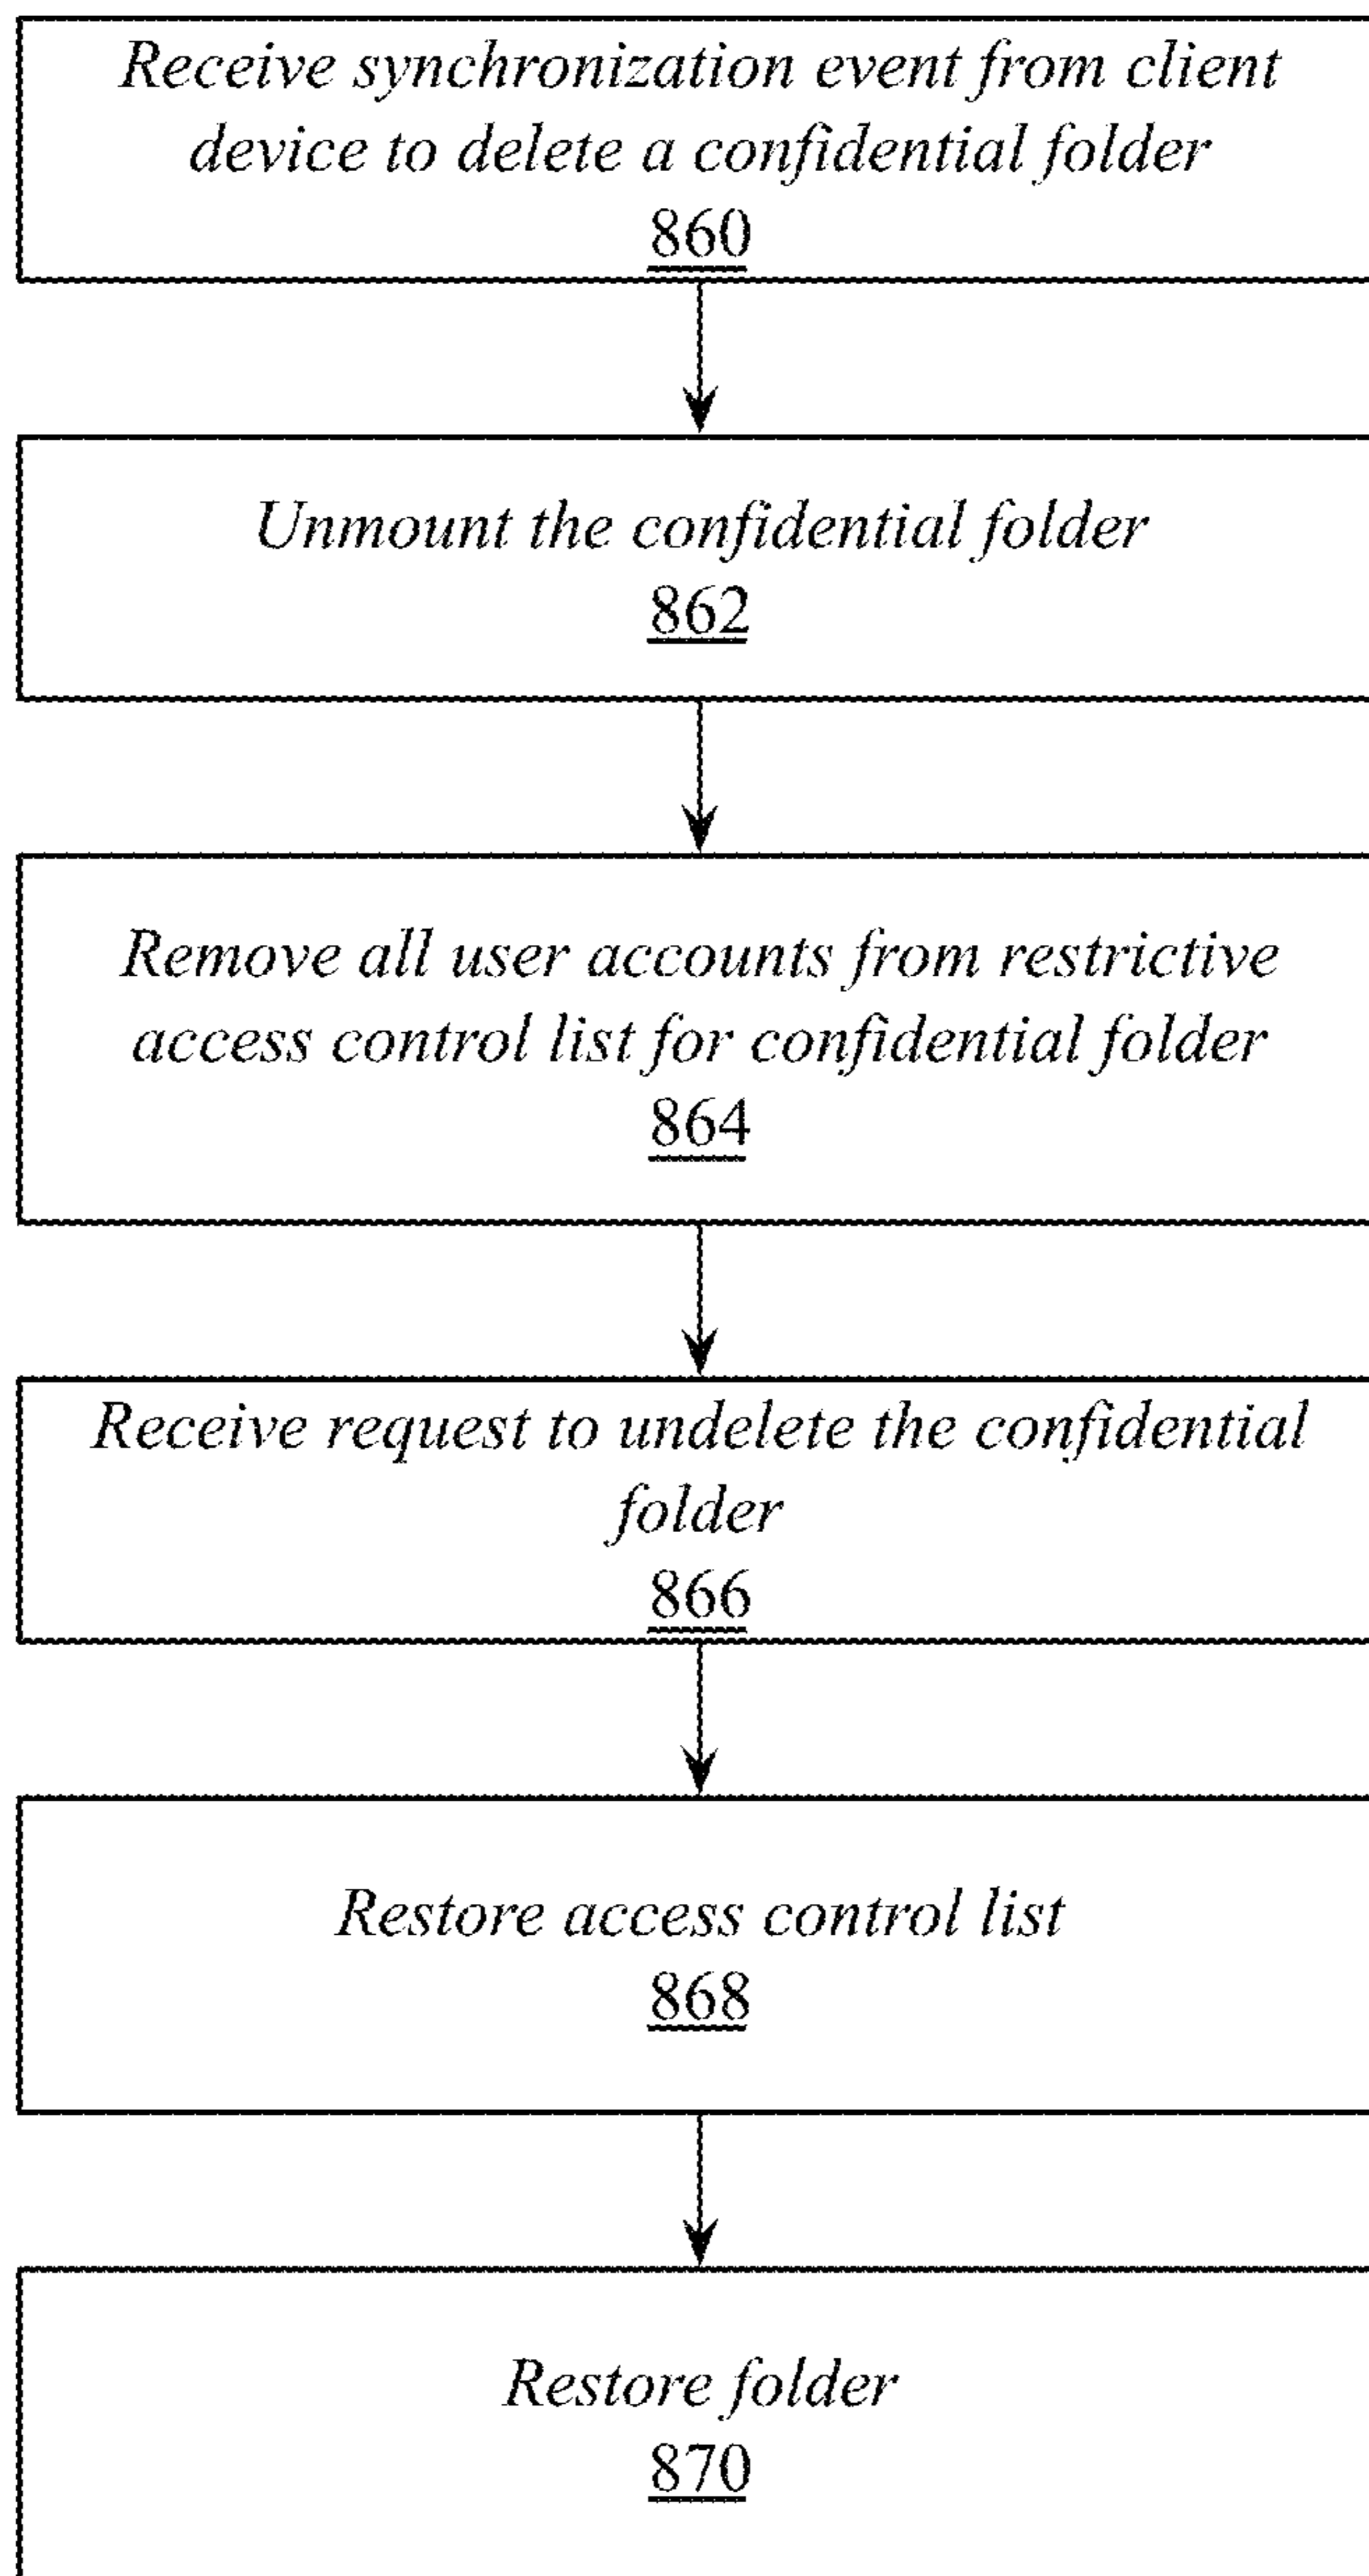 Receive synchronization event from client
device to delete a confidential folder
860
Unmount the confidential folder
862
Remove all user accounts from restrictive
access control list for confidential folder
864
Receive request to undelete the confidential
folder
866
Restore access control list
868
Restore folder
870